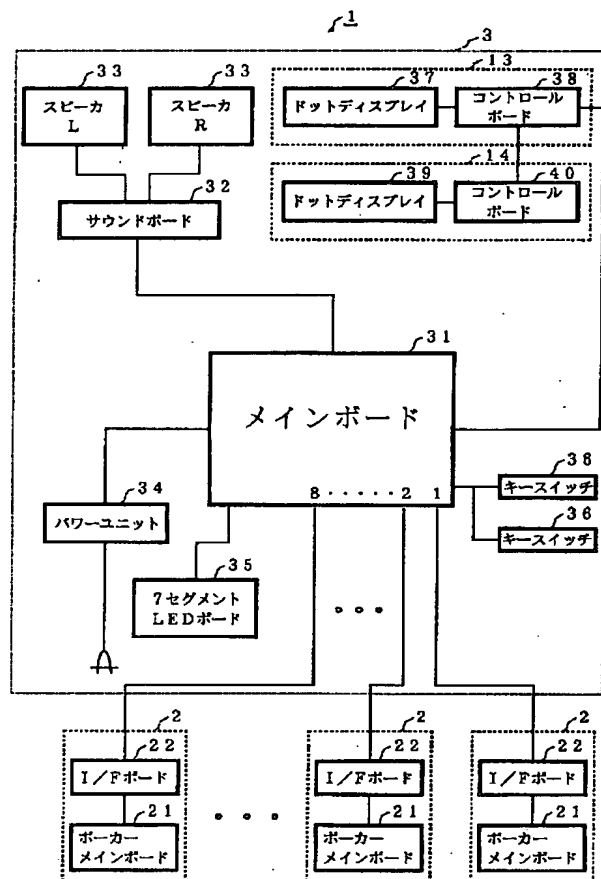 1
3
33
33
13
37
38
スピーカ
L
スピーカ
R
ドットディスプレイ
コントロール
ボード
14
39
40
32
ドットディスプレイ
コントロール
ボード
サウンドボード
31
メインボード
34
38
パワーユニット
8・・・・・2 1
キースイッチ
36
キースイッチ
35
7セグメント
LEDボード
2
2
2
22
22
22
I/Fボード
I/Fボード
I/Fボード
21
21
21
ポーカー
メインボード
ポーカー
メインボード
ポーカー
メインボード